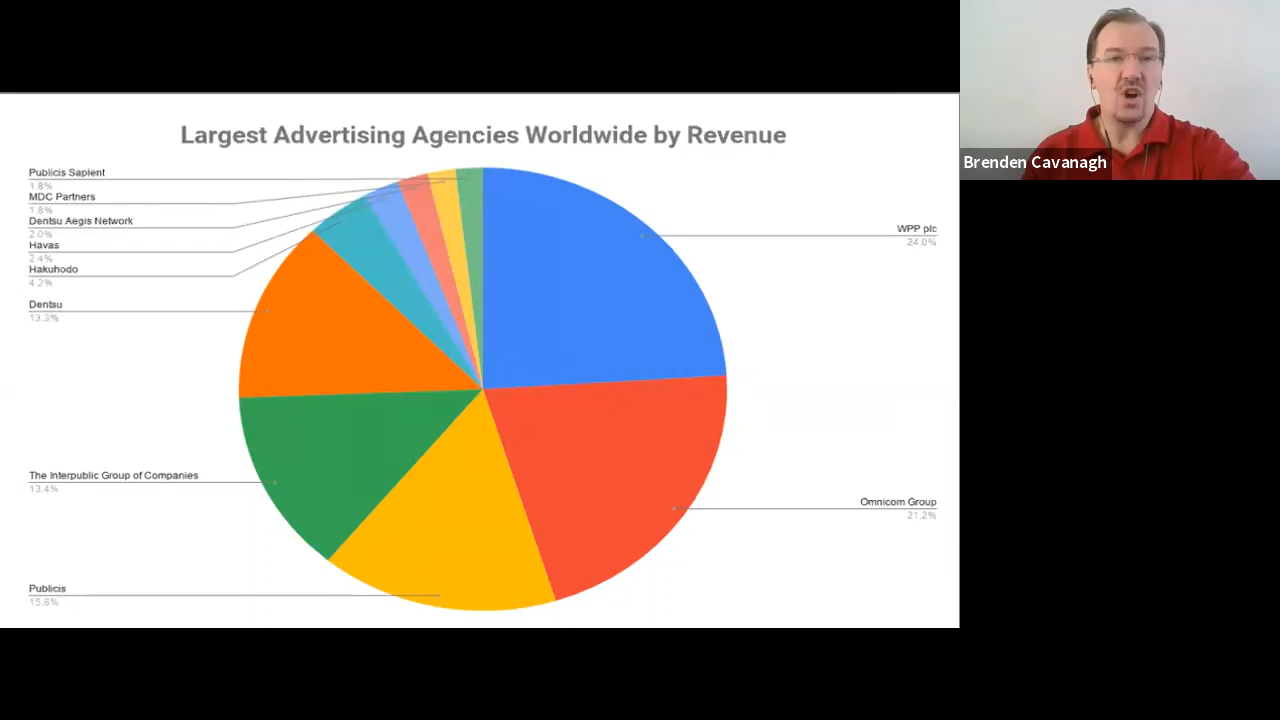 Largest Advertising Agencies Worldwide by Revenue
Publicis Sapient
1.8%
MDC Partners
1.8%
Dentsu Aegis Network
2.0%
Havas
2.4%
Hakuhodo
4.2%
Dentsu
13.3%
The Interpublic Group of Companies
13.4%
Publicis
15.8%
WPP plc
24.0%
Omnicom Group
21.2%
Brenden Cavanagh